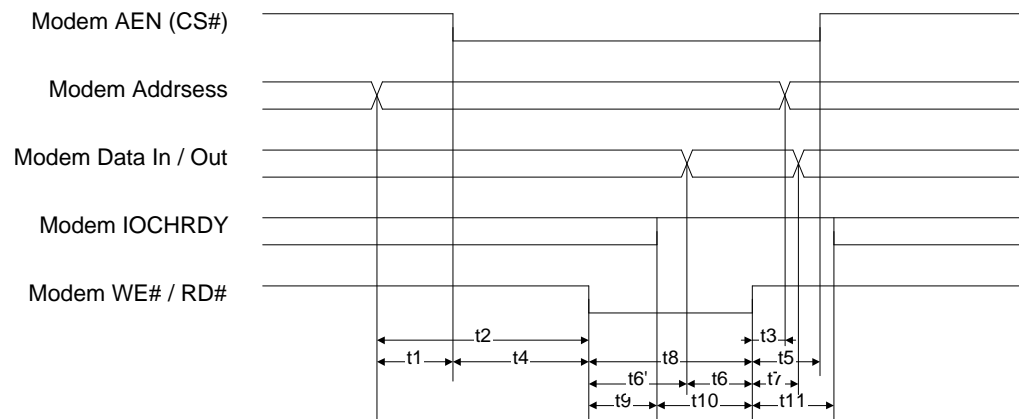 Modem AEN (CS#)
Modem Addrsess
Modem Data In / Out
Modem IOCHRDY
Modem WE# / RD#
t2 t3
t1 t4 t8 t5
t6' t6 t7
t9 t10 t11